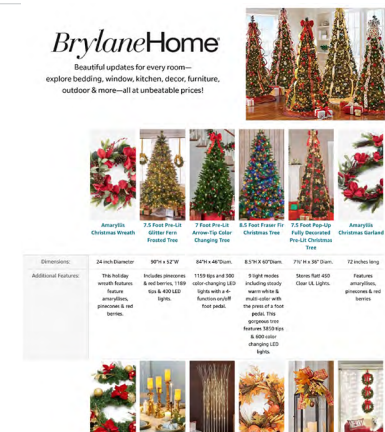 BrylaneHome
Beautiful updates for every room—
explore bedding, window, kitchen, decor, furniture,
outdoor & more—all at unbeatable prices!
Amaryllis
Christmas Wreath
7.5 Foot Pre-Lit
Glitter Fern
Frosted Tree
7 Foot Pre-Lit
Arrow-Tip Color
Changing Tree
8.5 Foot Fraser Fir
Christmas Tree
7.5 Foot Pop-Up
Fully Decorated
Pre-Lit Christmas
Tree
Amaryllis
Christmas Garland
Dimensions:
24 inch Diameter
90"H x 52"W
84"H x 46"Diam.
8.5"H X 60"Diam.
7½' H x 36" Diam.
72 inches long
Additional Features:
This holiday
wreath features
feature
amaryllises,
pinecones & red
berries.
Includes pinecones
& red berries, 1189
tips & 400 LED
lights.
1159 tips and 300
color-changing LED
lights with a 4-
function on/off
foot pedal.
9 light modes
including steady
warm white &
multi-color with
the press of a foot
pedal. This
gorgeous tree
features 3850 tips
& 600 color
changing LED
lights.
Stores flat! 450
Clear UL Lights.
Features
amaryllises,
pinecones & red
berries.